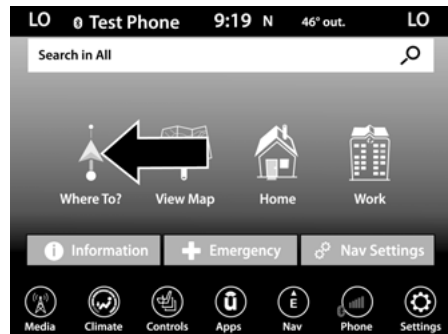 LO Test Phone 9:19 N 46° out. LO
Search in All
Where To? View Map Home Work
Information Emergency Nav Settings
Media Climate Controls Apps Nav Phone Settings